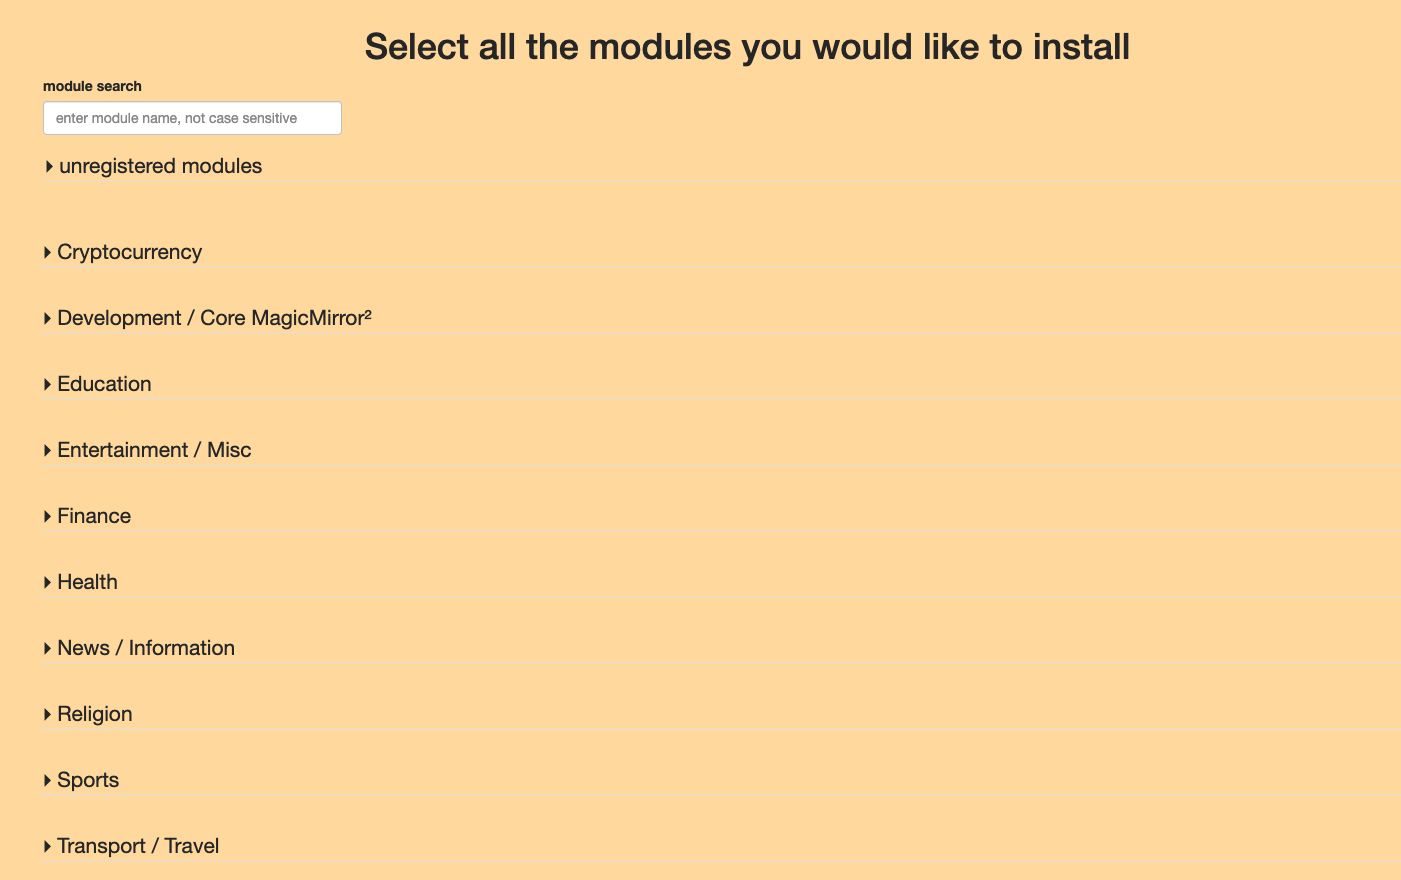 Select all the modules you would like to install
module search
enter module name, not case sensitive
unregistered modules
Cryptocurrency
Development / Core MagicMirror²
Education
Entertainment / Misc
Finance
Health
News / Information
Religion
Sports
Transport / Travel